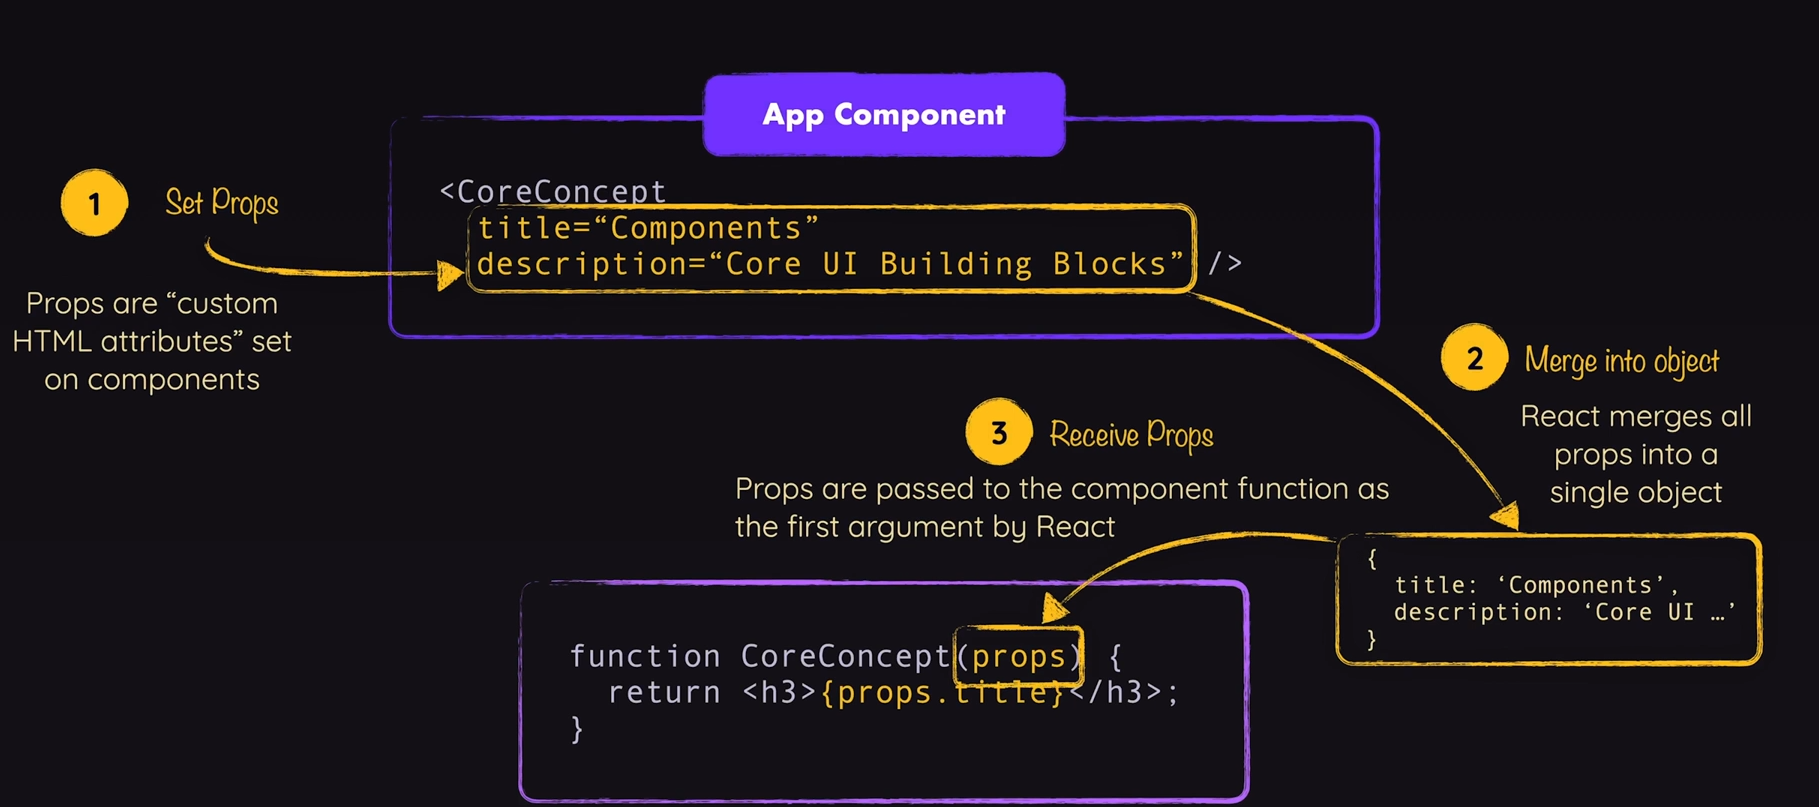 App Component
1 Set Props
Props are “custom
HTML attributes” set
on components
<CoreConcept
title=“Components”
description=“Core UI Building Blocks” />
2 Merge into object
React merges all
props into a
single object
{
title: ‘Components’,
description: ‘Core UI …’
}
3 Receive Props
Props are passed to the component function as
the first argument by React
function CoreConcept(props) {
return <h3>{props.title}</h3>;
}